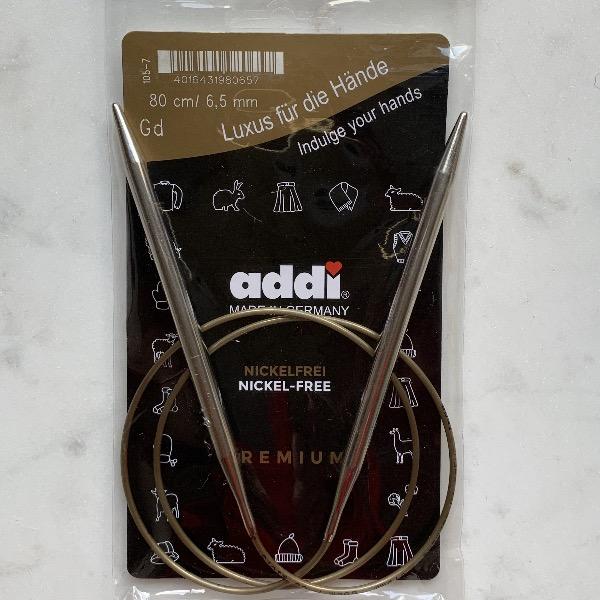 105-7
4015431980657
80 cm/ 6,5 mm
Gd
Luxus für die Hände
Indulge your hands
addi®
MADE IN GERMANY
NICKELFREI
NICKEL-FREE
PREMIUM